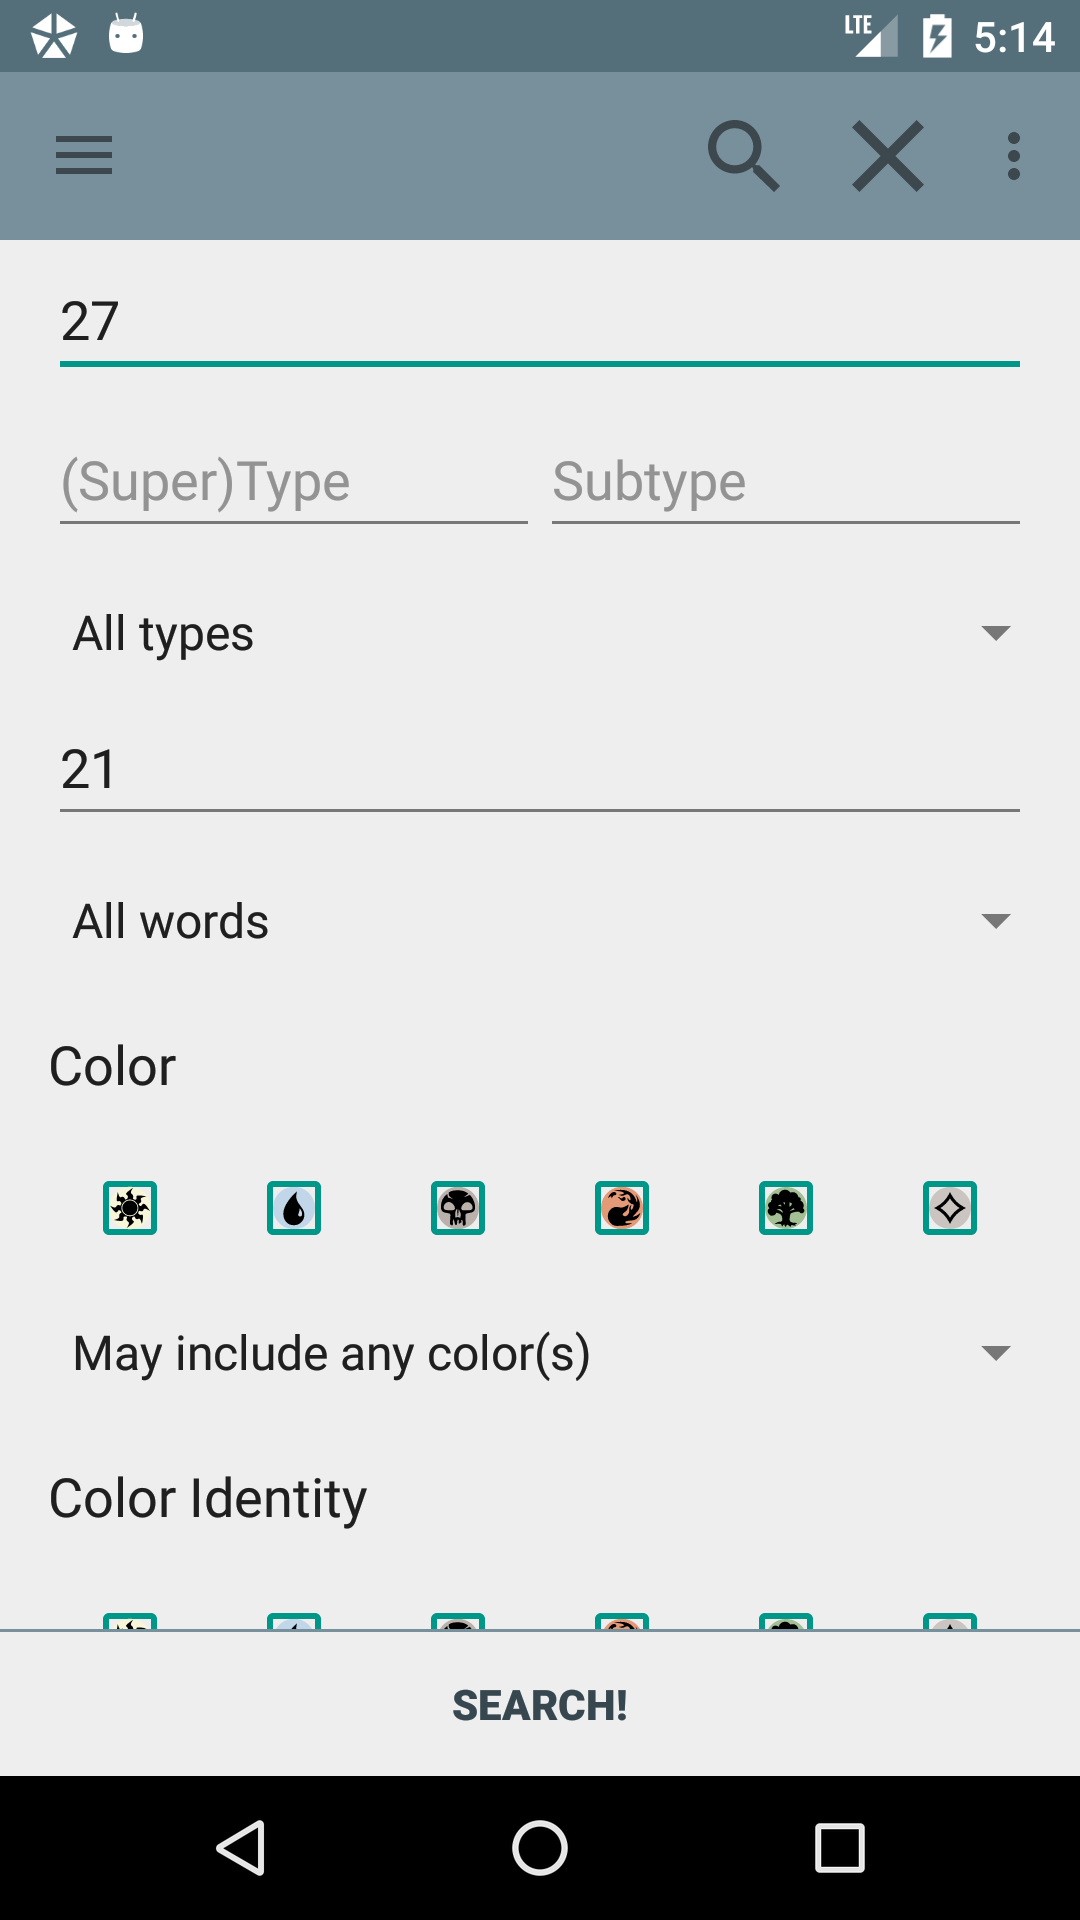 LTE 5:14
27
(Super)Type Subtype
All types
21
All words
Color
May include any color(s)
Color Identity
SEARCH!